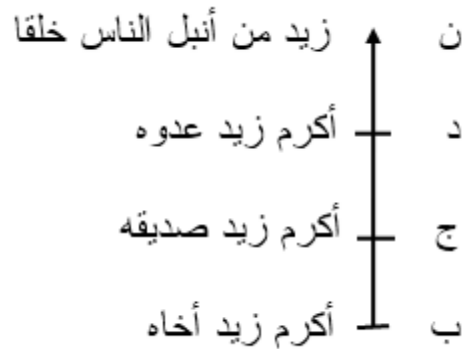 ن زيد من أنبل الناس خلقا
د أكرم زيد عدوه
ج أكرم زيد صديقه
ب أكرم زيد أخاه